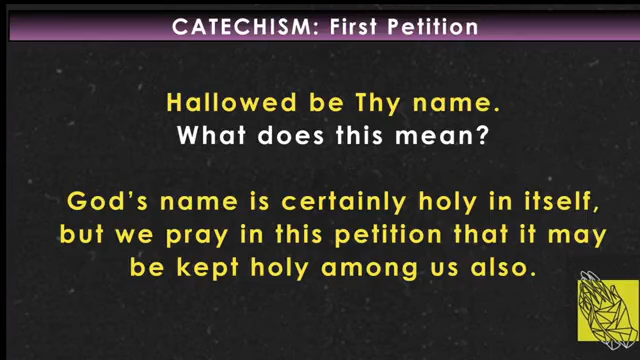 CATECHISM: First Petition
Hallowed be Thy name.
What does this mean?
God's name is certainly holy in itself,
but we pray in this petition that it may
be kept holy among us also.